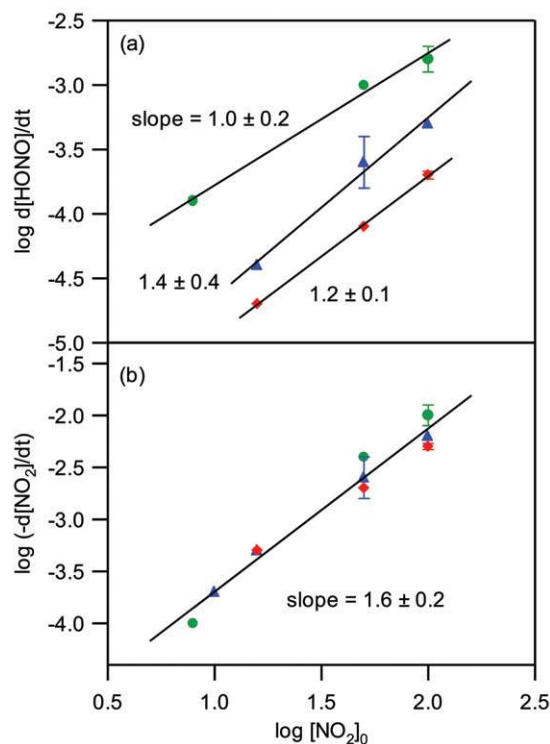 -2.5
(a)
-3.0
slope = 1.0 ± 0.2
-3.5
log d[HONO]/dt
-4.0
-4.5
1.4 ± 0.4
1.2 ± 0.1
-5.0
-1.5
(b)
-2.0
-2.5
log (-d[NO2]/dt)
-3.0
-3.5
slope = 1.6 ± 0.2
-4.0
0.5 1.0 1.5 2.0 2.5
log [NO2]0